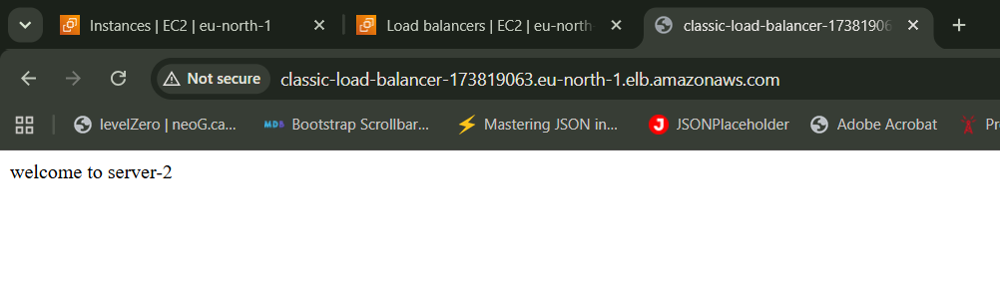 Instances | EC2 | eu-north-1
Load balancers | EC2 | eu-north
classic-load-balancer-17381906
Not secure
classic-load-balancer-173819063.eu-north-1.elb.amazonaws.com
levelZero | neoG.ca...
MDB
Bootstrap Scrollbar...
Mastering JSON in...
J
JSONPlaceholder
Adobe Acrobat
Pr
welcome to server-2